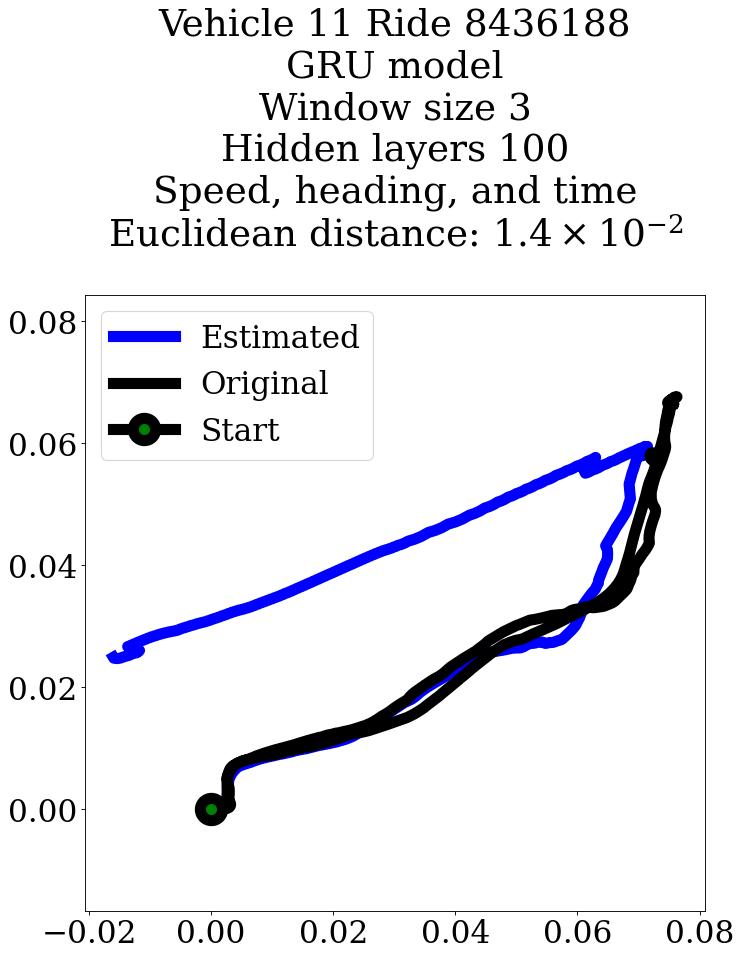 Vehicle 11 Ride 8436188
GRU model
Window size 3
Hidden layers 100
Speed, heading, and time
Euclidean distance: 1.4 × 10⁻²
Estimated
Original
Start
0.08
0.06
0.04
0.02
0.00
−0.02 0.00 0.02 0.04 0.06 0.08